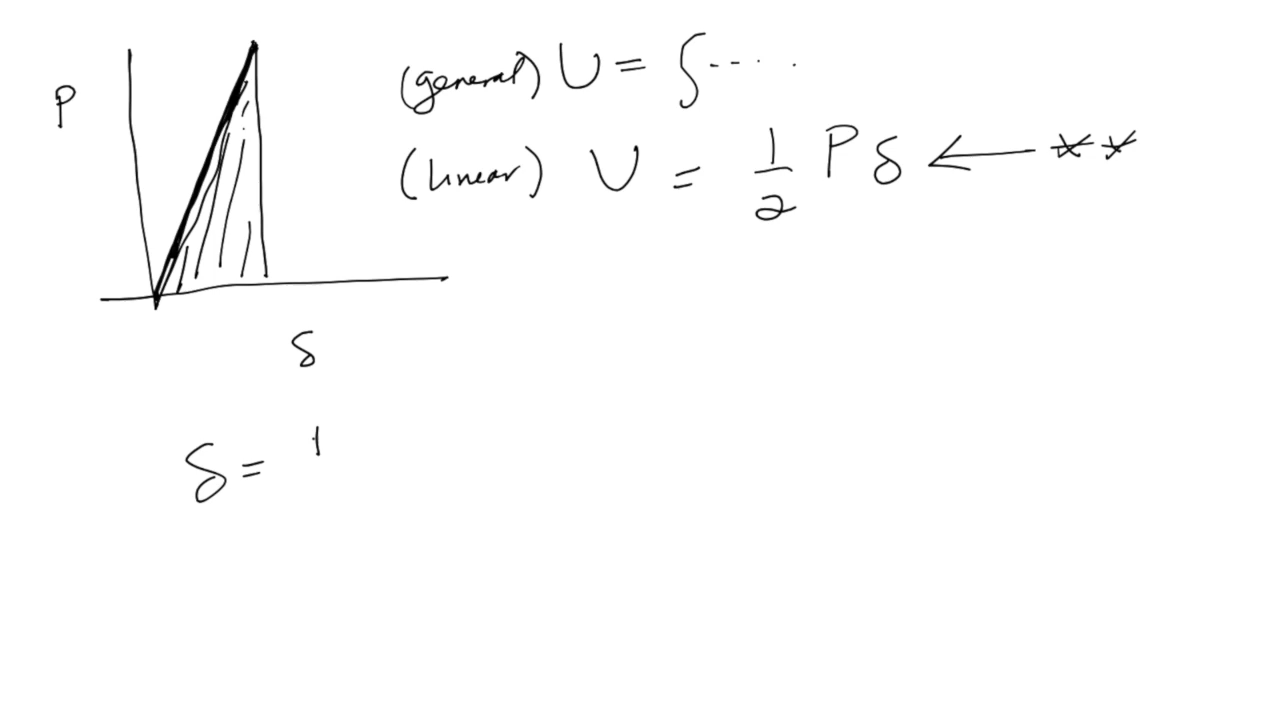 P
(general) U = ∫----
(linear) U = 1/2 P δ ← **
δ
δ =